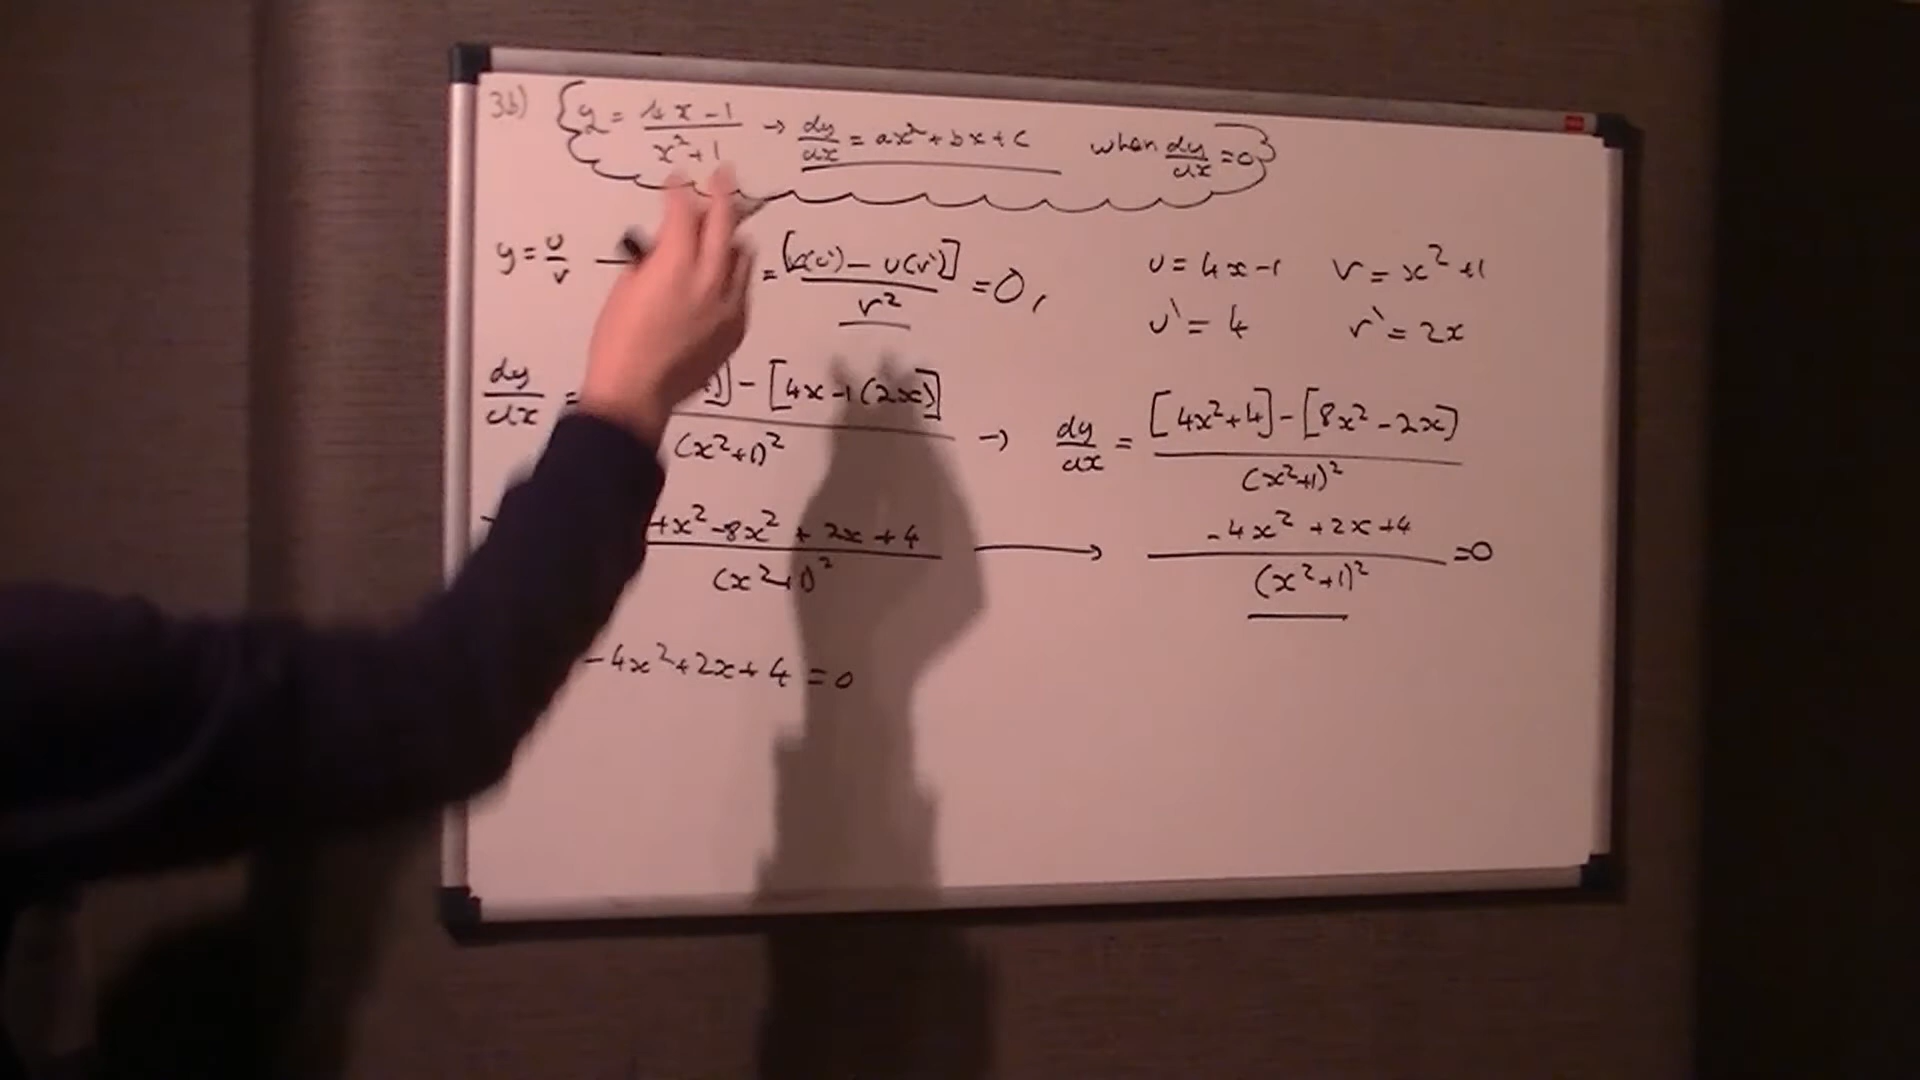 3b) y = 4x - 1 / x² + 1 → dy/dx = ax² + bx + c when dy/dx = 0
y = u/v = [v(u') - u(v')] / v² = 0, u = 4x - 1 v = x² + 1
u' = 4 v' = 2x
dy/dx = ] - [4x - 1 (2x)] / (x² + 1)² → dy/dx = [4x² + 4] - [8x² - 2x] / (x² + 1)²
x² - 8x² + 2x + 4 / (x² + 1)² → -4x² + 2x + 4 / (x² + 1)² = 0
-4x² + 2x + 4 = 0